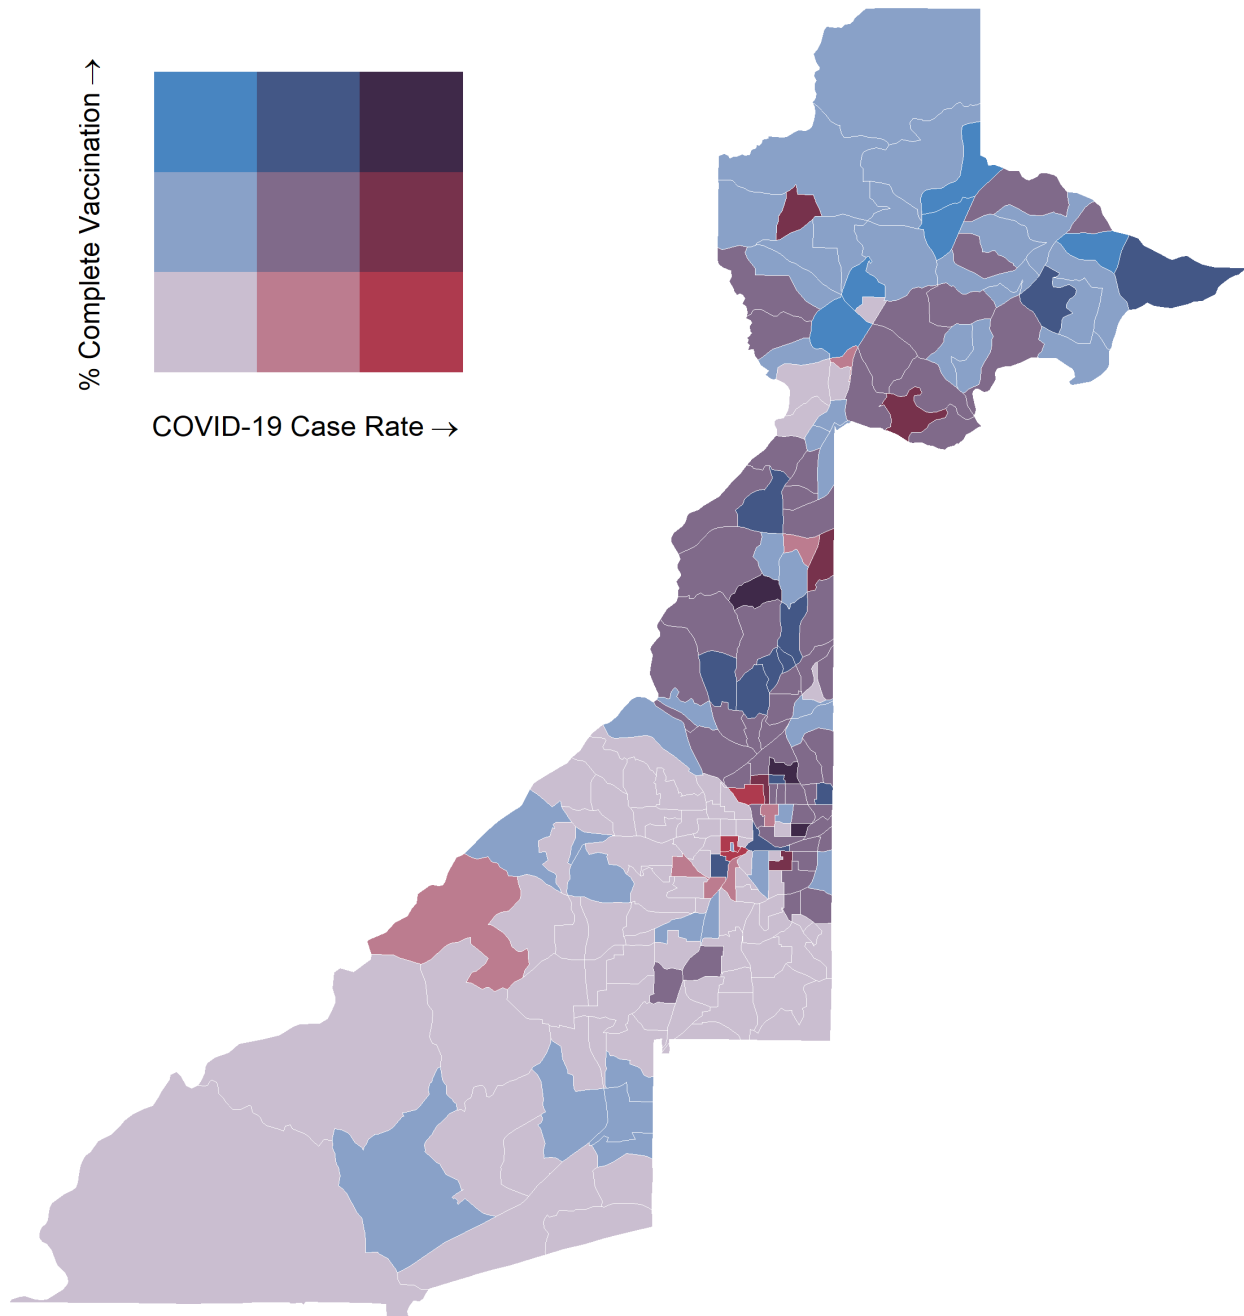 % Complete Vaccination →
COVID-19 Case Rate →